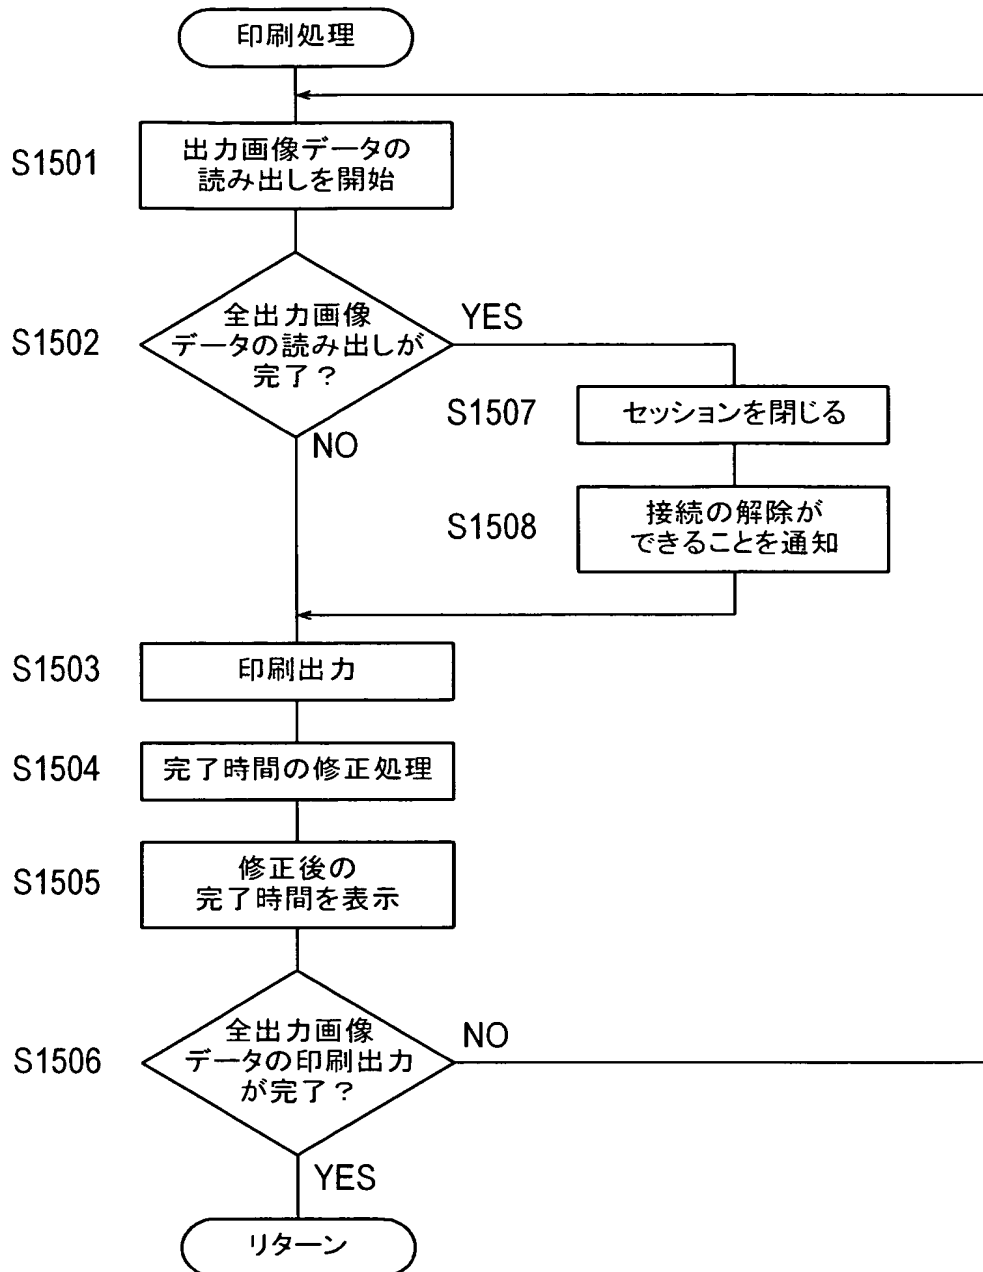 印刷処理
S1501
出力画像データの
読み出しを開始
S1502
全出力画像
データの読み出しが
完了?
YES
NO
S1507
セッションを閉じる
S1508
接続の解除が
できることを通知
S1503
印刷出力
S1504
完了時間の修正処理
S1505
修正後の
完了時間を表示
S1506
全出力画像
データの印刷出力
が完了?
NO
YES
リターン